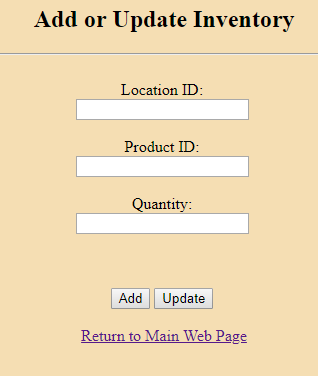 Add or Update Inventory
Location ID:
Product ID:
Quantity:
Add Update
Return to Main Web Page